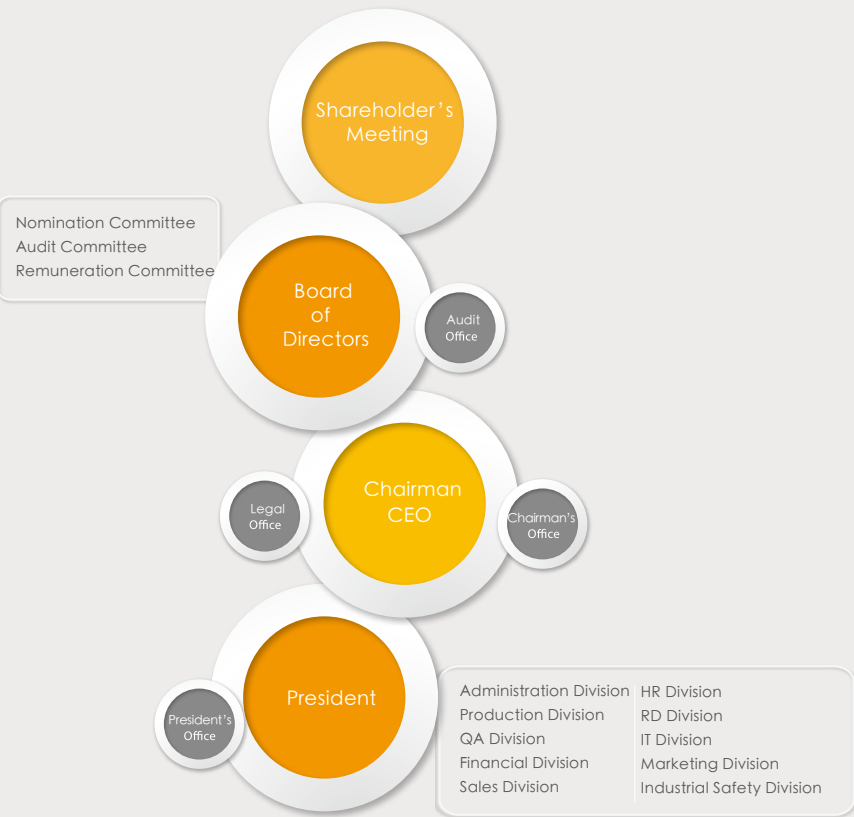 Shareholder's
Meeting
Nomination Committee
Audit Committee
Remuneration Committee
Board
of
Directors
Audit
Office
Chairman
CEO
Legal
Office
Chairman's
Office
President
President's
Office
Administration Division
Production Division
QA Division
Financial Division
Sales Division
HR Division
RD Division
IT Division
Marketing Division
Industrial Safety Division